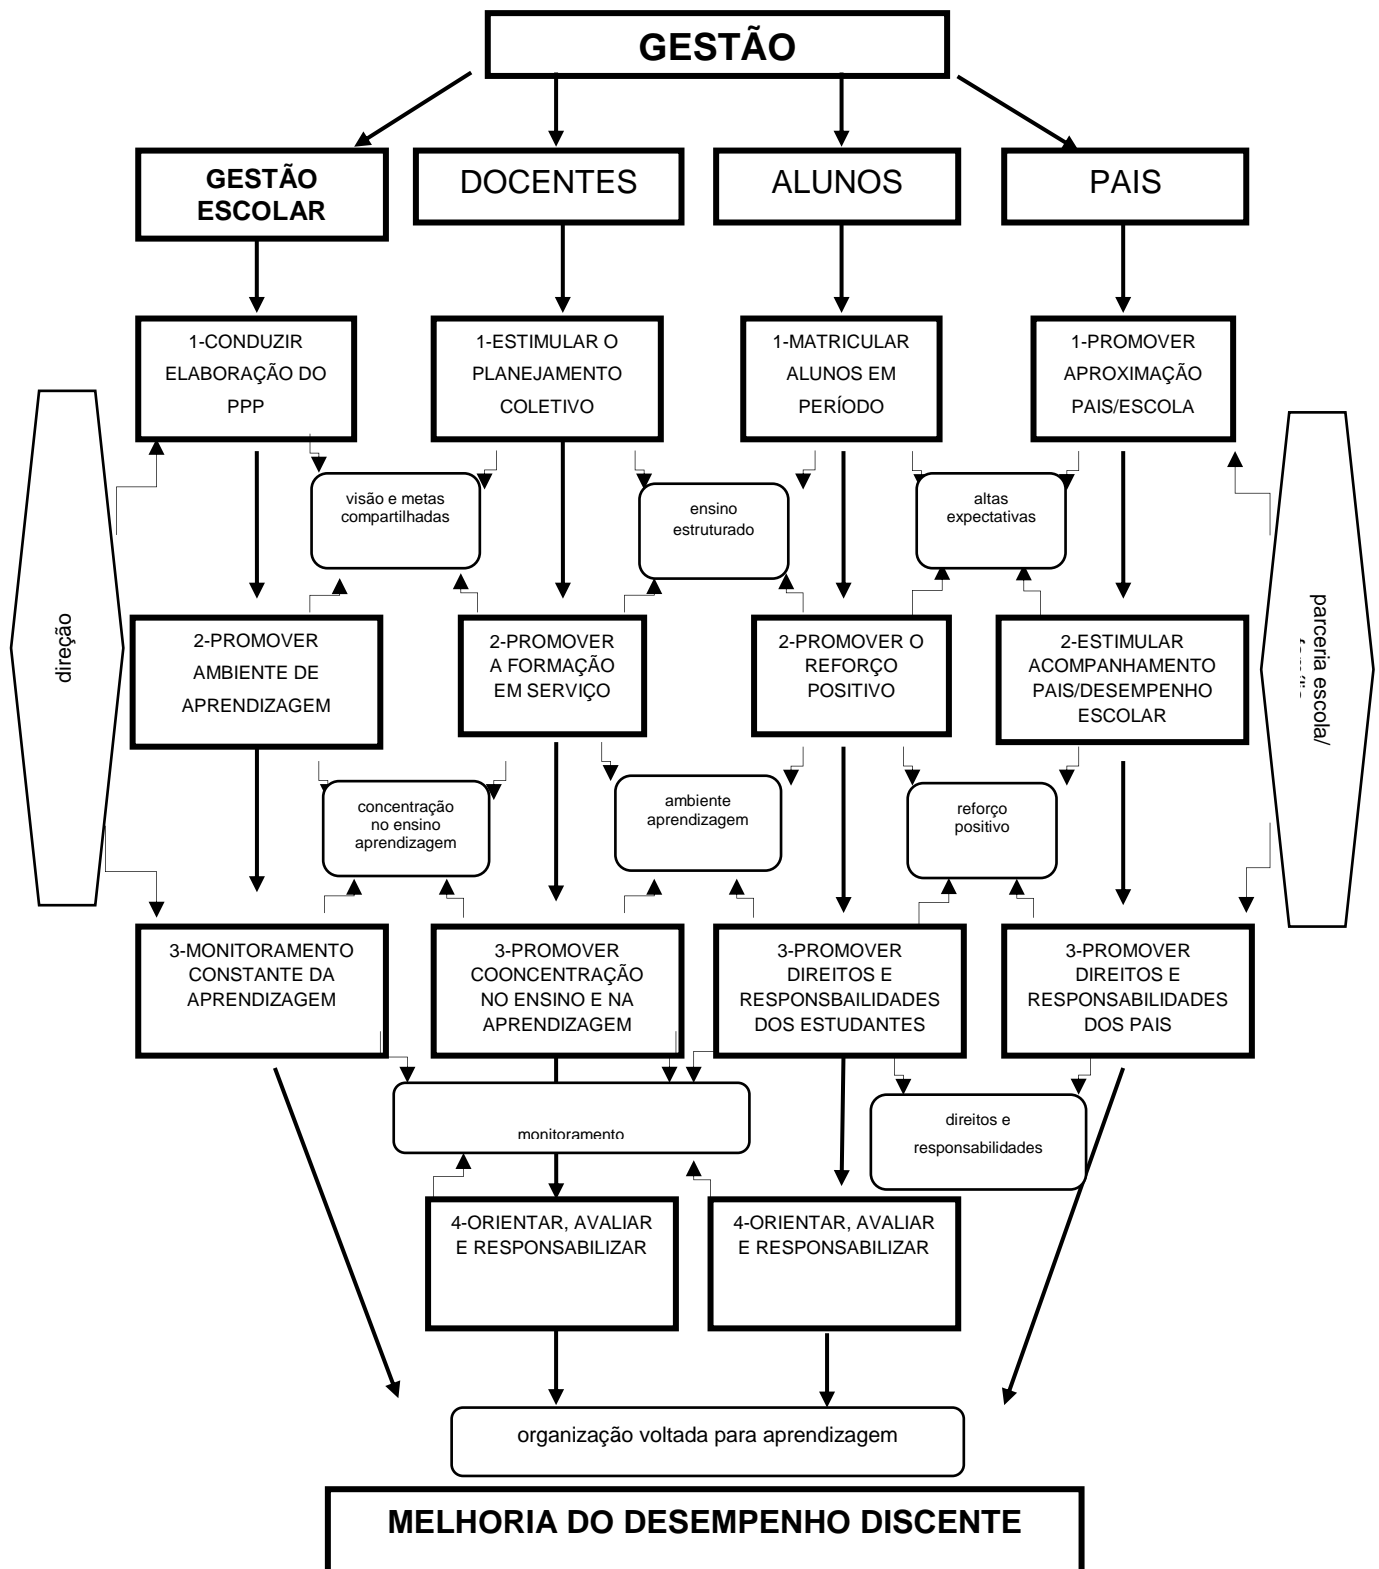 GESTÃO
GESTÃO
ESCOLAR
DOCENTES
ALUNOS
PAIS
1-CONDUZIR
ELABORAÇÃO DO
PPP
1-ESTIMULAR O
PLANEJAMENTO
COLETIVO
1-MATRICULAR
ALUNOS EM
PERÍODO
1-PROMOVER
APROXIMAÇÃO
PAIS/ESCOLA
direção
visão e metas
compartilhadas
ensino
estruturado
altas
expectativas
parceria escola/
2-PROMOVER
AMBIENTE DE
APRENDIZAGEM
2-PROMOVER
A FORMAÇÃO
EM SERVIÇO
2-PROMOVER O
REFORÇO
POSITIVO
2-ESTIMULAR
ACOMPANHAMENTO
PAIS/DESEMPENHO
ESCOLAR
concentração
no ensino
aprendizagem
ambiente
aprendizagem
reforço
positivo
3-MONITORAMENTO
CONSTANTE DA
APRENDIZAGEM
3-PROMOVER
COONCENTRAÇÃO
NO ENSINO E NA
APRENDIZAGEM
3-PROMOVER
DIREITOS E
RESPONSBAILIDADES
DOS ESTUDANTES
3-PROMOVER
DIREITOS E
RESPONSABILIDADES
DOS PAIS
monitoramento
direitos e
responsabilidades
4-ORIENTAR, AVALIAR
E RESPONSABILIZAR
4-ORIENTAR, AVALIAR
E RESPONSABILIZAR
organização voltada para aprendizagem
MELHORIA DO DESEMPENHO DISCENTE